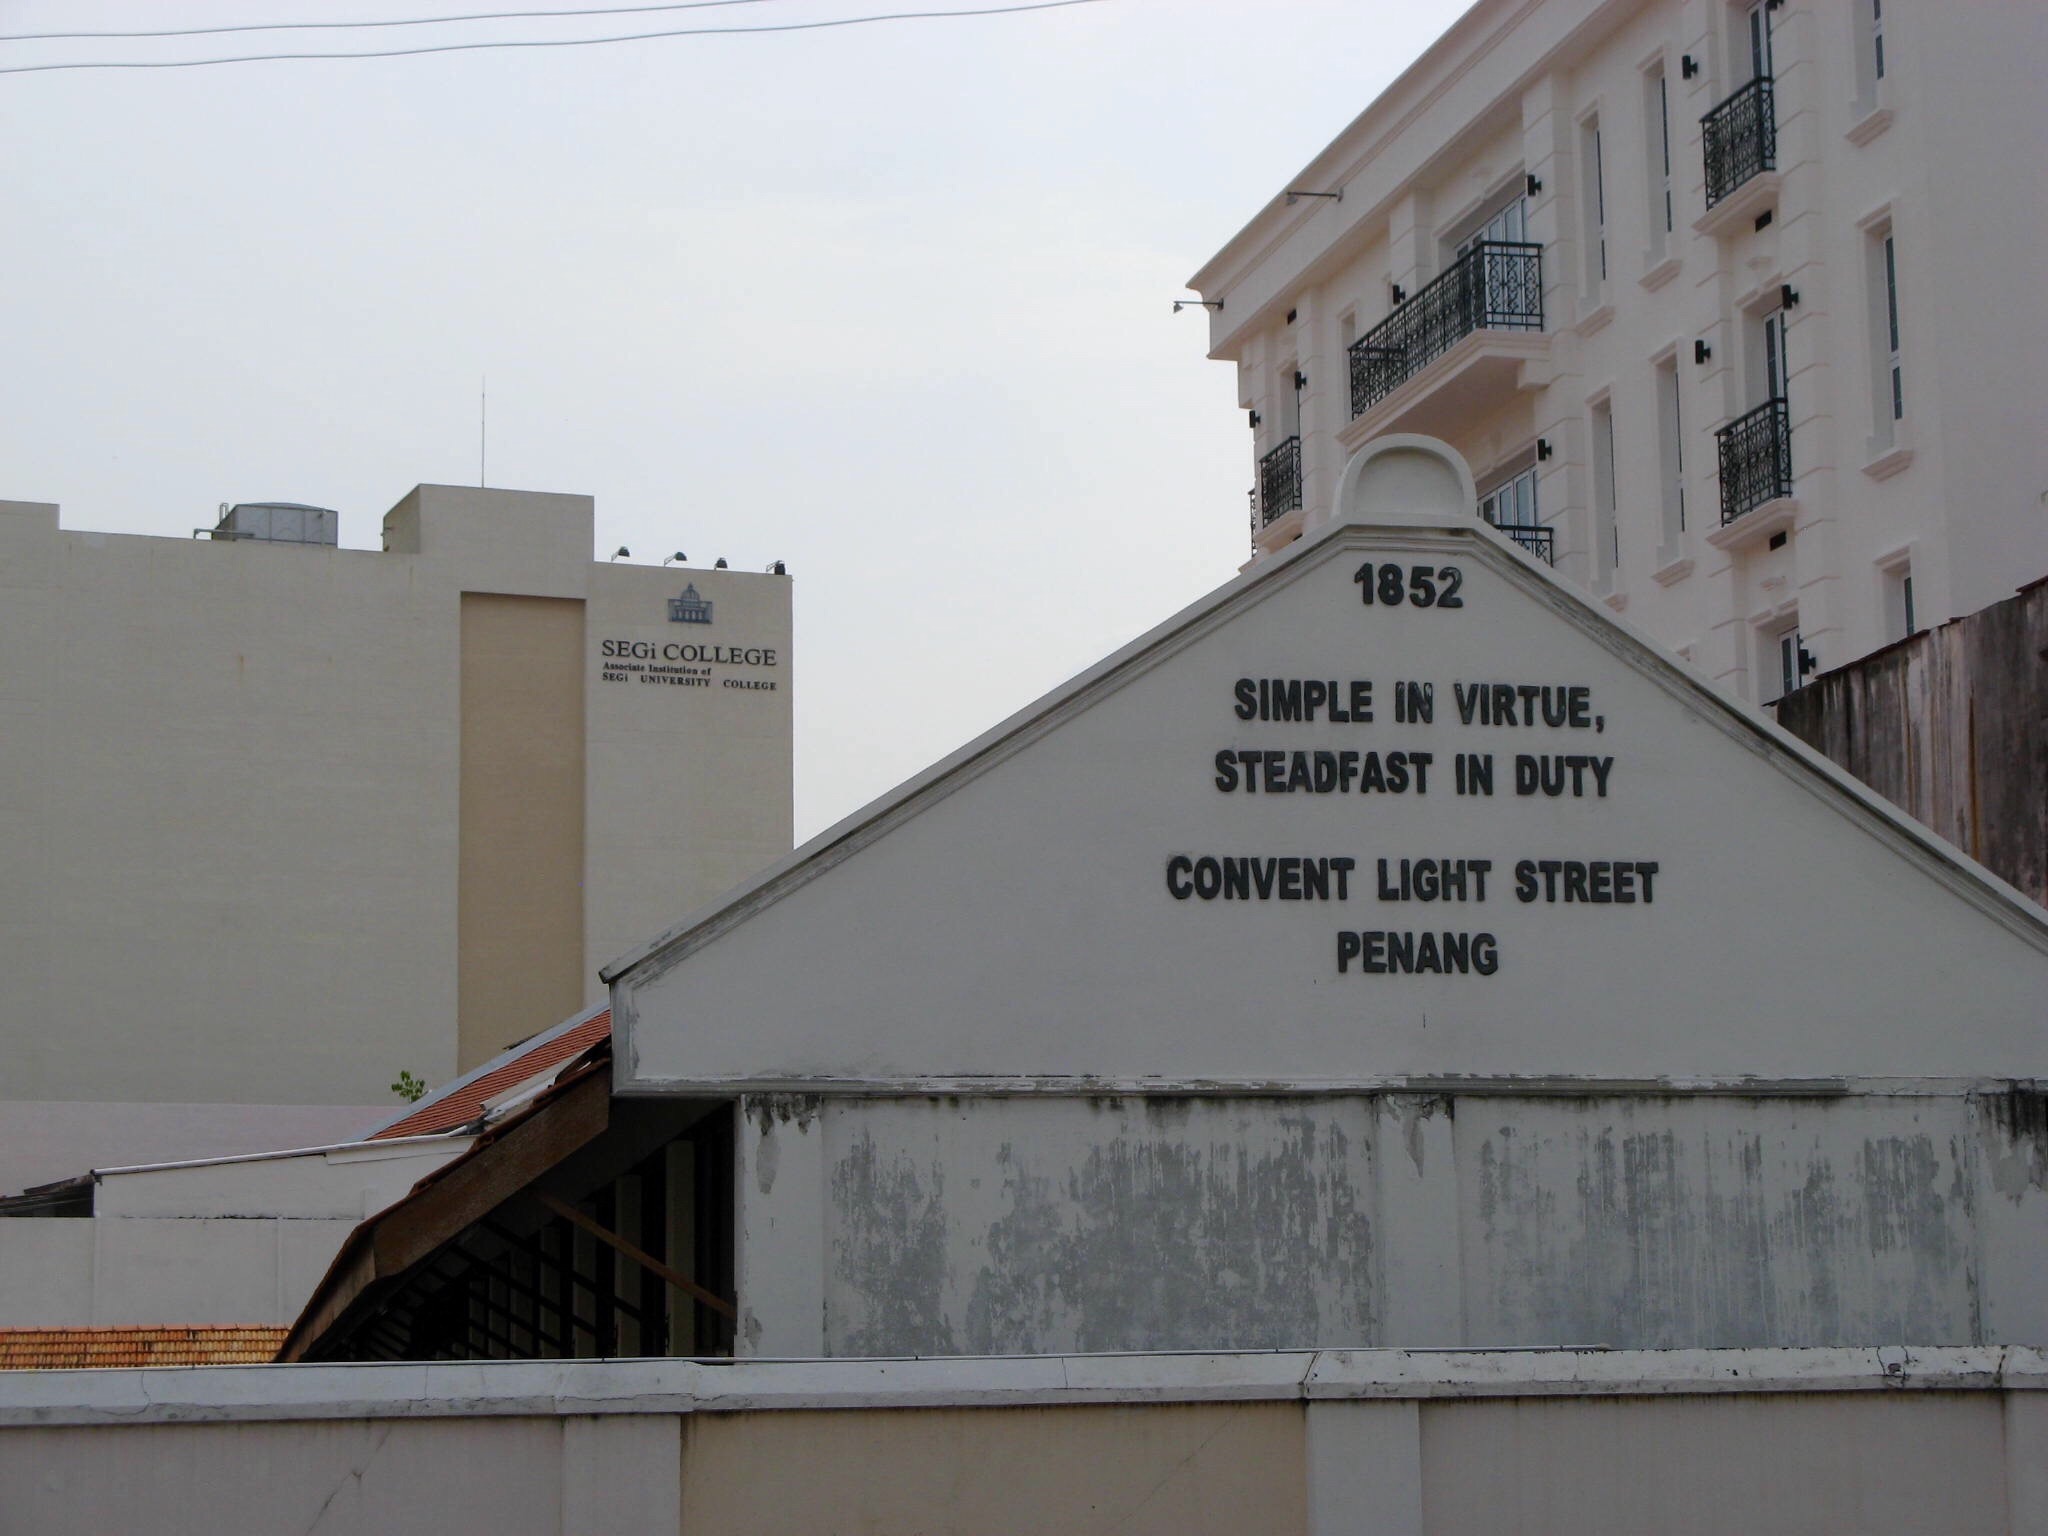 SEGi COLLEGE
Associate Institution of
SEGi UNIVERSITY COLLEGE
1852
SIMPLE IN VIRTUE,
STEADFAST IN DUTY
CONVENT LIGHT STREET
PENANG